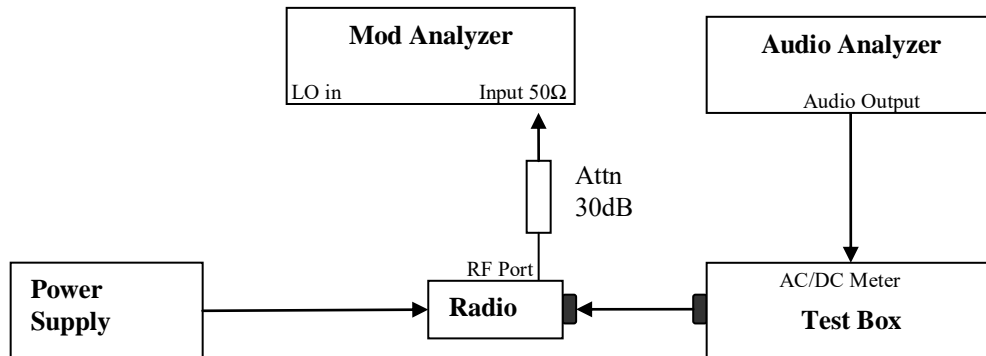 Mod Analyzer
LO in
Input 50Ω
Audio Analyzer
Audio Output
Attn
30dB
RF Port
Power
Supply
Radio
AC/DC Meter
Test Box